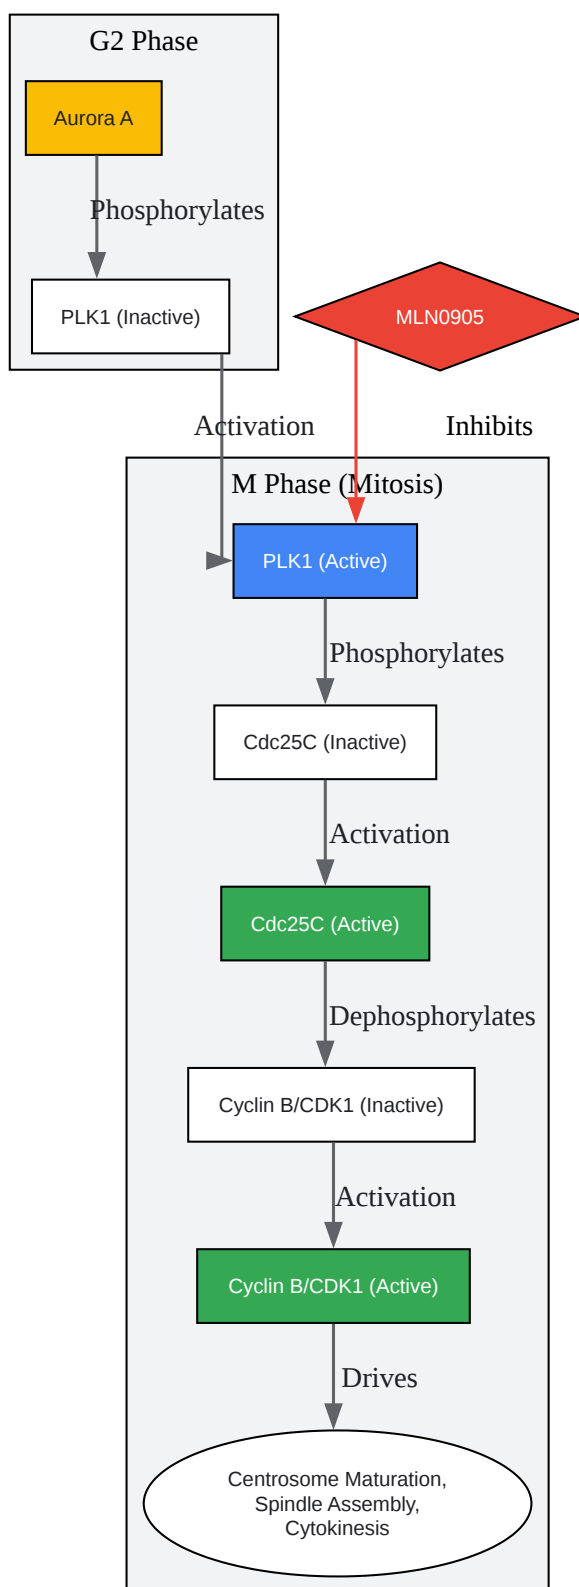 G2 Phase
Aurora A
Phosphorylates
PLK1 (Inactive)
MLN0905
Activation
Inhibits
M Phase (Mitosis)
PLK1 (Active)
Phosphorylates
Cdc25C (Inactive)
Activation
Cdc25C (Active)
Dephosphorylates
Cyclin B/CDK1 (Inactive)
Activation
Cyclin B/CDK1 (Active)
Drives
Centrosome Maturation,
Spindle Assembly,
Cytokinesis